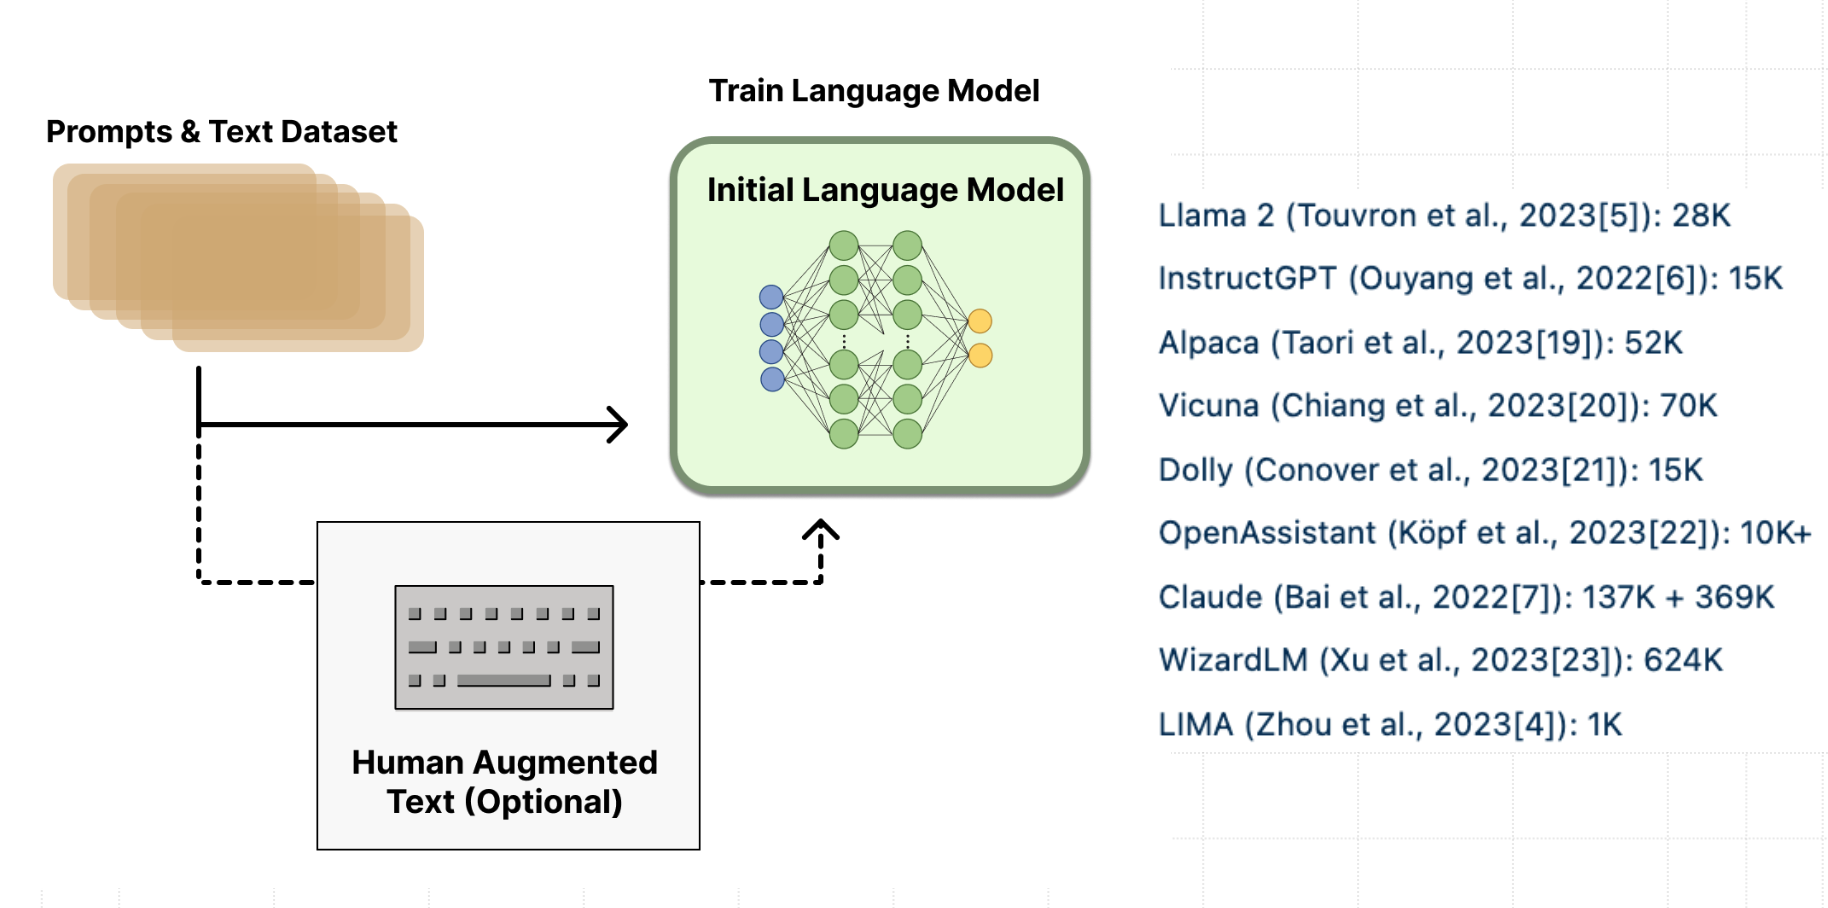 Prompts & Text Dataset
Train Language Model
Initial Language Model
Human Augmented
Text (Optional)
Llama 2 (Touvron et al., 2023[5]): 28K
InstructGPT (Ouyang et al., 2022[6]): 15K
Alpaca (Taori et al., 2023[19]): 52K
Vicuna (Chiang et al., 2023[20]): 70K
Dolly (Conover et al., 2023[21]): 15K
OpenAssistant (Köpf et al., 2023[22]): 10K+
Claude (Bai et al., 2022[7]): 137K + 369K
WizardLM (Xu et al., 2023[23]): 624K
LIMA (Zhou et al., 2023[4]): 1K